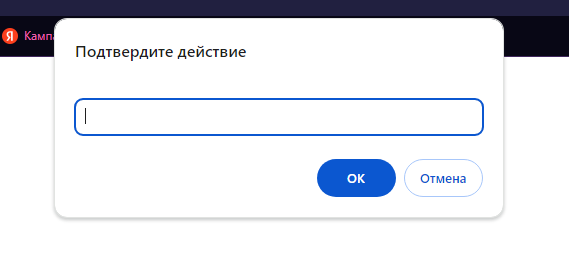 Я Кампа
Подтвердите действие
ОК Отмена